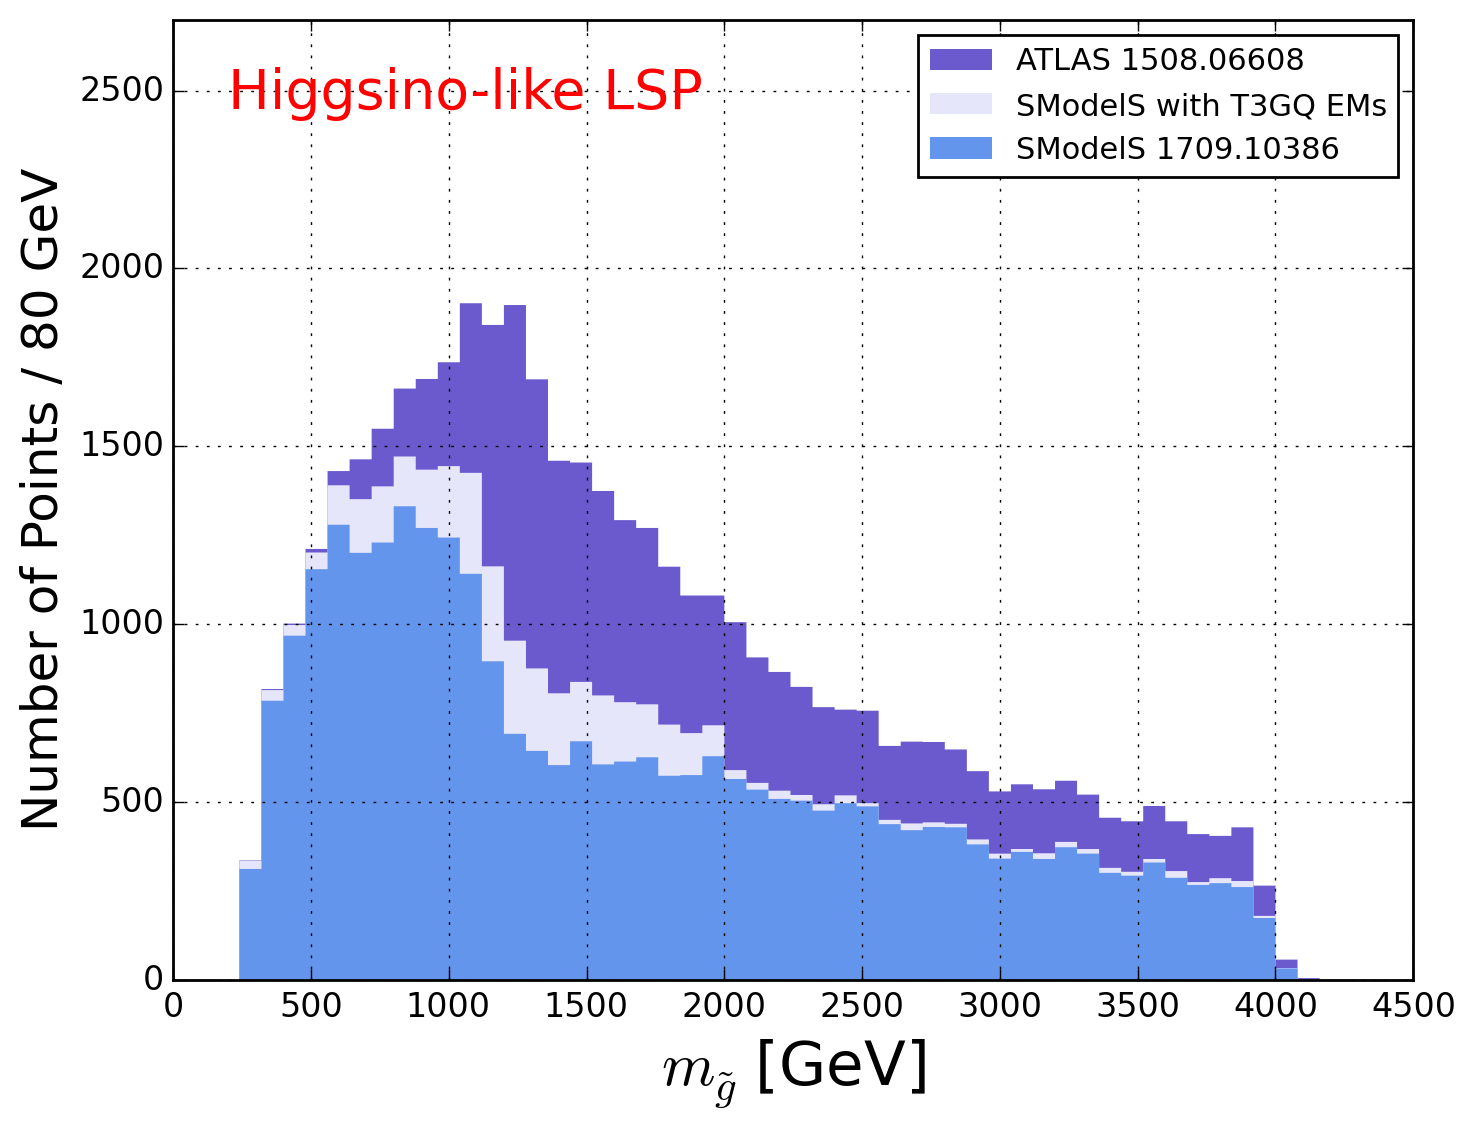 Higgsino-like LSP
ATLAS 1508.06608
SModelS with T3GQ EMs
SModelS 1709.10386
Number of Points / 80 GeV
2500
2000
1500
1000
500
0
0 500 1000 1500 2000 2500 3000 3500 4000 4500
m_g̃ [GeV]